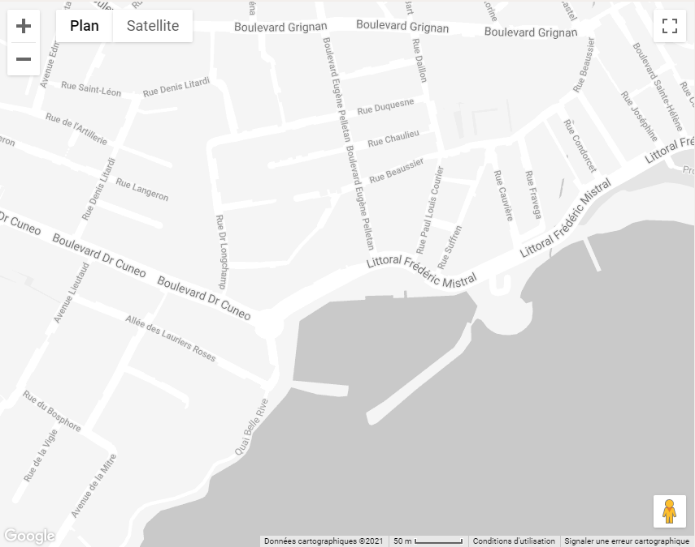 Plan
Satellite
Boulevard Grignan
Boulevard Grignan
Boulevard Grignan
Rue Saint-Léon
Rue Denis Litardi
Rue de l'Artillerie
Rue Denis Litardi
Rue Langeron
Rue Dr Longchamp
Boulevard Eugène Pelletan
Boulevard Eugène Pelletan
Rue Daillon
Rue Duquesne
Rue Chaulieu
Rue Beaussier
Rue Beaussier
Boulevard Sainte-Hélène
Rue Joséphine
Rue Condorcet
Rue Fravega
Rue Cauvière
Rue Paul Louis Courier
Rue Suffren
Littoral Frédéric Mistral
Littoral Frédéric Mistral
Littoral Fré
Dr Cuneo
Boulevard Dr Cuneo
Boulevard Dr Cuneo
Avenue Lieutaud
Allée des Lauriers Roses
Rue du Bosphore
Rue de la Vigie
Avenue de la Mitre
Quai Belle Rive
Google
Données cartographiques ©2021
50 m
Conditions d'utilisation
Signaler une erreur cartographique